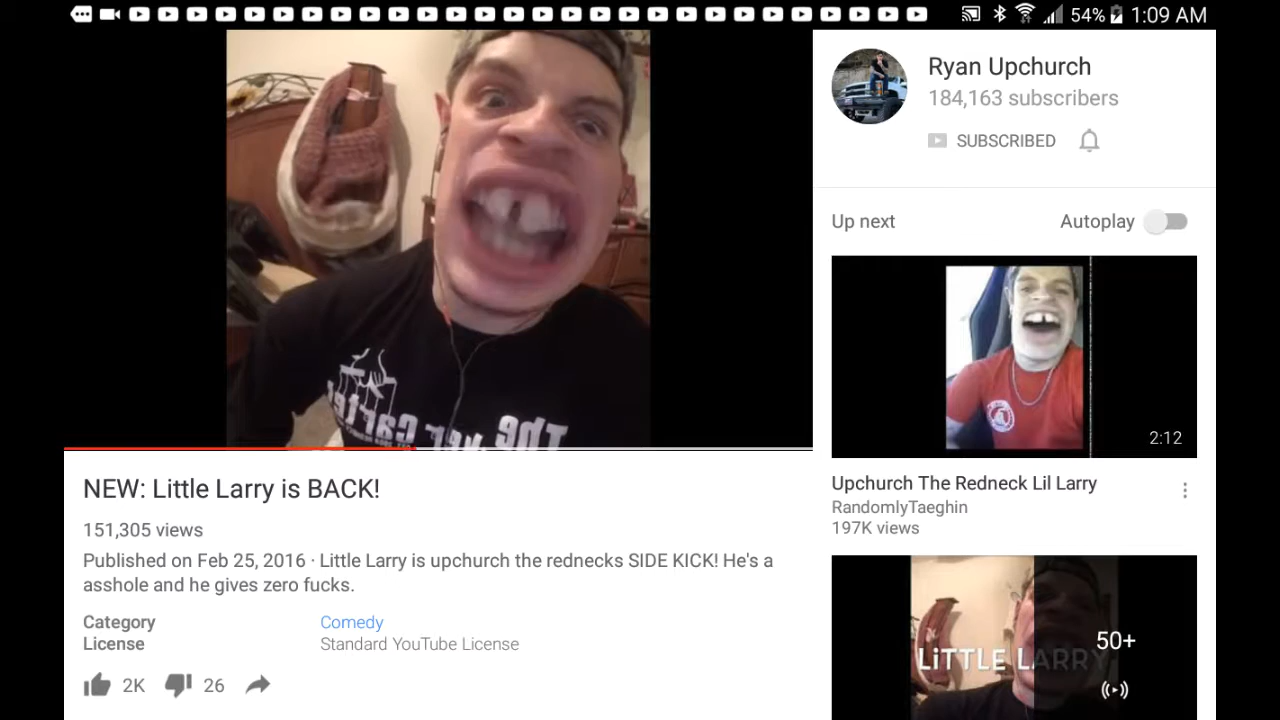 54% 1:09 AM
Ryan Upchurch
184,163 subscribers
SUBSCRIBED
Up next
Autoplay
2:12
Upchurch The Redneck Lil Larry
RandomlyTaeghin
197K views
LiTTLE LARRY
50+
NEW: Little Larry is BACK!
151,305 views
Published on Feb 25, 2016 · Little Larry is upchurch the rednecks SIDE KICK! He's a
asshole and he gives zero fucks.
Category Comedy
License Standard YouTube License
2K 26
The